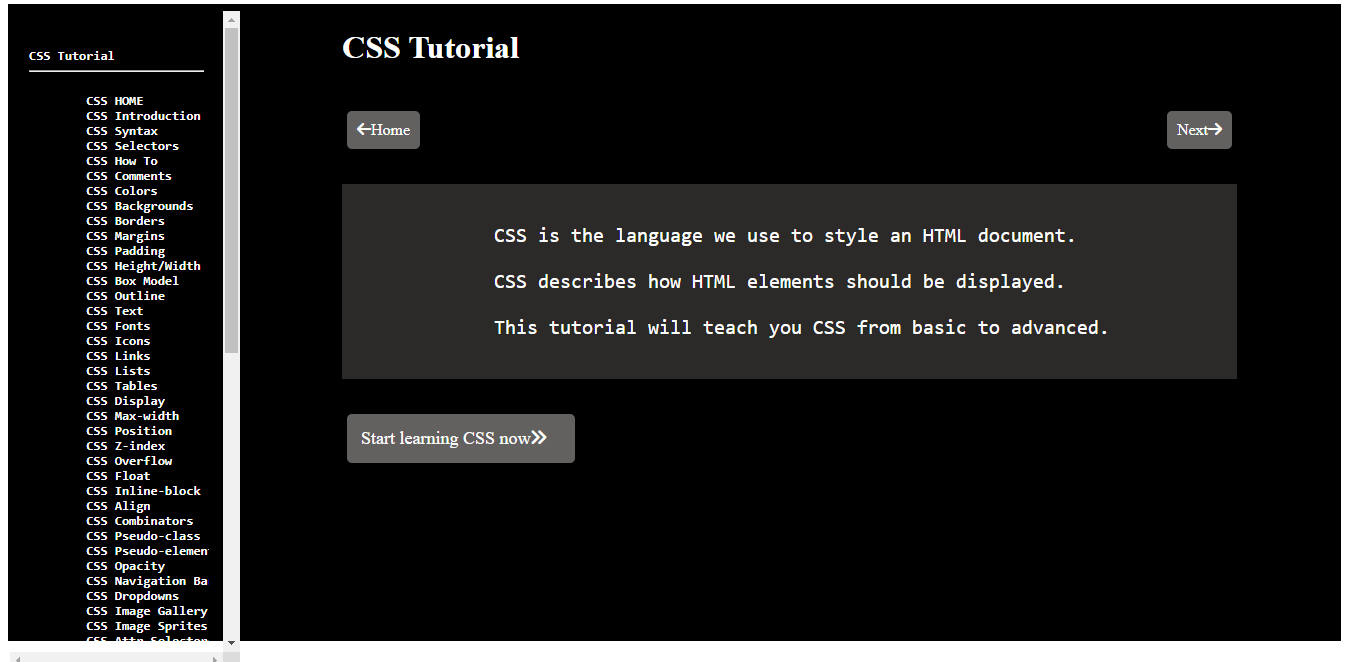 CSS Tutorial
CSS HOME
CSS Introduction
CSS Syntax
CSS Selectors
CSS How To
CSS Comments
CSS Colors
CSS Backgrounds
CSS Borders
CSS Margins
CSS Padding
CSS Height/Width
CSS Box Model
CSS Outline
CSS Text
CSS Fonts
CSS Icons
CSS Links
CSS Lists
CSS Tables
CSS Display
CSS Max-width
CSS Position
CSS Z-index
CSS Overflow
CSS Float
CSS Inline-block
CSS Align
CSS Combinators
CSS Pseudo-class
CSS Pseudo-elemen
CSS Opacity
CSS Navigation Ba
CSS Dropdowns
CSS Image Gallery
CSS Image Sprites
CSS Attr Selector
CSS Tutorial
Home
Next
CSS is the language we use to style an HTML document.
CSS describes how HTML elements should be displayed.
This tutorial will teach you CSS from basic to advanced.
Start learning CSS now